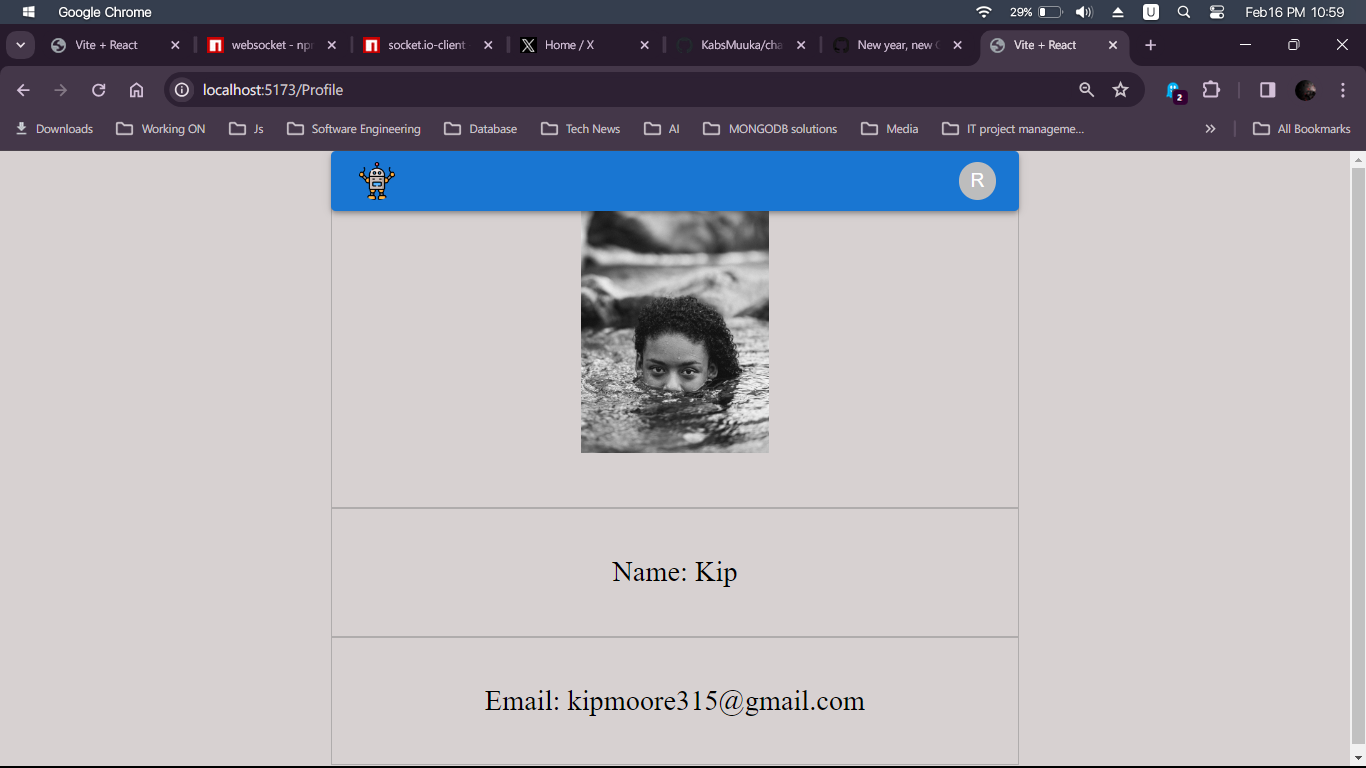 Google Chrome
29%
U
Feb16 PM 10:59
Vite + React
websocket - npr
socket.io-client
Home / X
KabsMuuka/cha
New year, new
Vite + React
localhost:5173/Profile
2
Downloads
Working ON
Js
Software Engineering
Database
Tech News
AI
MONGODB solutions
Media
IT project manageme...
All Bookmarks
R
Name: Kip
Email: kipmoore315@gmail.com